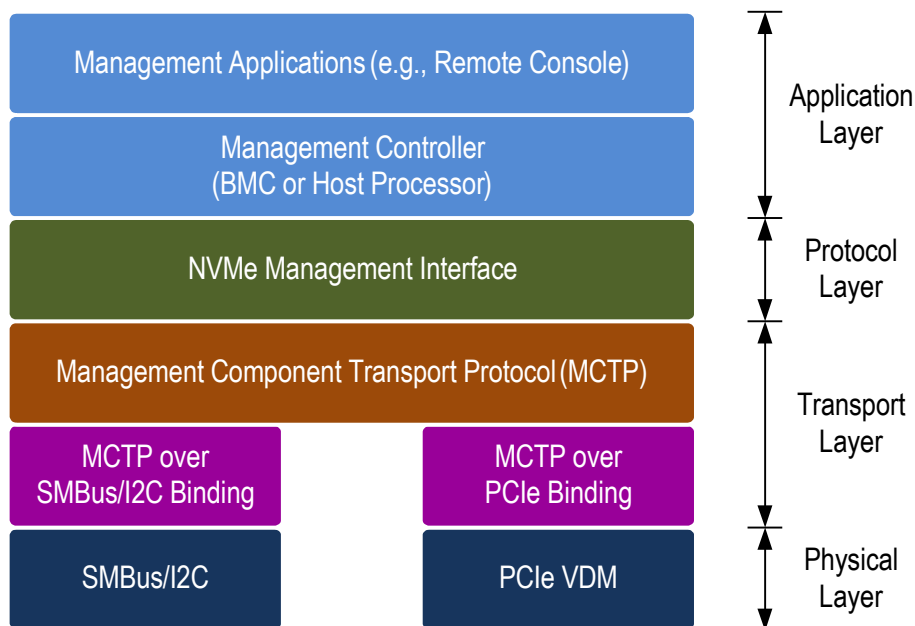 Management Applications (e.g., Remote Console)
Application
Layer
Management Controller
(BMC or Host Processor)
NVMe Management Interface
Protocol
Layer
Management Component Transport Protocol (MCTP)
Transport
Layer
MCTP over
SMBus/I2C Binding
MCTP over
PCIe Binding
SMBus/I2C
PCIe VDM
Physical
Layer